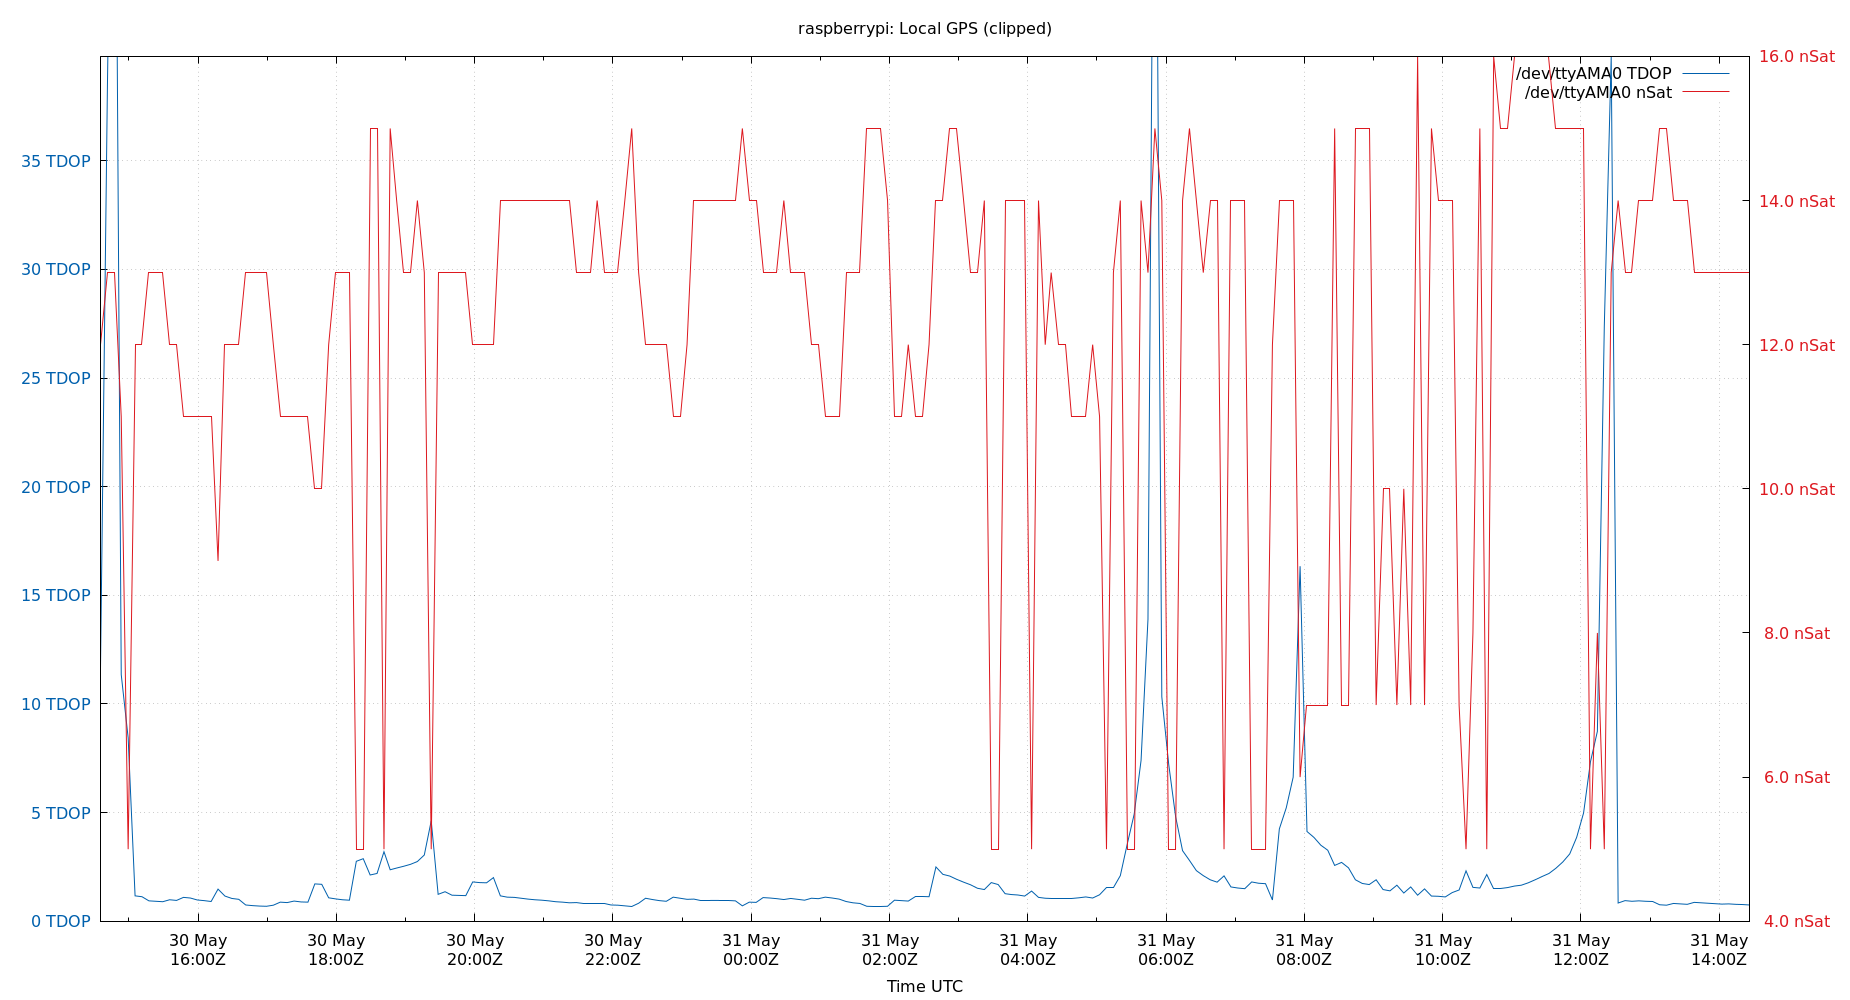 raspberrypi: Local GPS (clipped)
16.0 nSat
/dev/ttyAMA0 TDOP
/dev/ttyAMA0 nSat
35 TDOP
14.0 nSat
30 TDOP
12.0 nSat
25 TDOP
20 TDOP
10.0 nSat
15 TDOP
8.0 nSat
10 TDOP
6.0 nSat
5 TDOP
0 TDOP
4.0 nSat
30 May 30 May 30 May 30 May 31 May 31 May 31 May 31 May 31 May 31 May 31 May 31 May
16:00Z 18:00Z 20:00Z 22:00Z 00:00Z 02:00Z 04:00Z 06:00Z 08:00Z 10:00Z 12:00Z 14:00Z
Time UTC